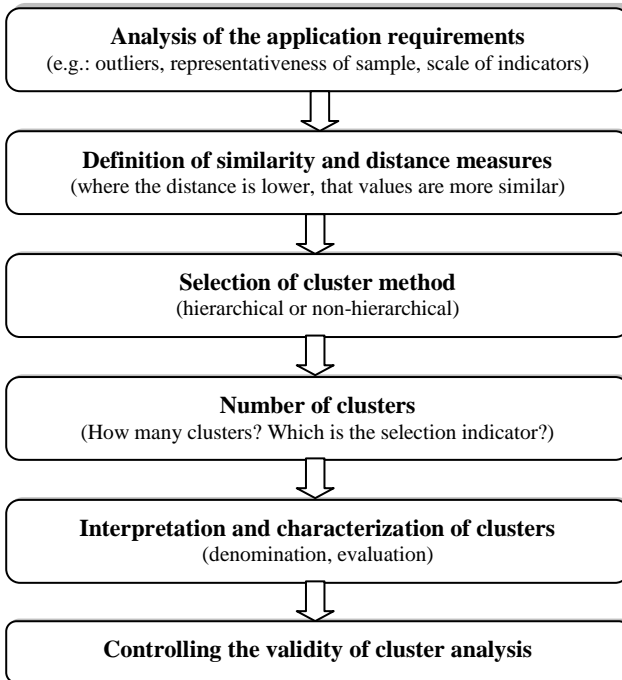 Analysis of the application requirements
(e.g.: outliers, representativeness of sample, scale of indicators)
Definition of similarity and distance measures
(where the distance is lower, that values are more similar)
Selection of cluster method
(hierarchical or non-hierarchical)
Number of clusters
(How many clusters? Which is the selection indicator?)
Interpretation and characterization of clusters
(denomination, evaluation)
Controlling the validity of cluster analysis